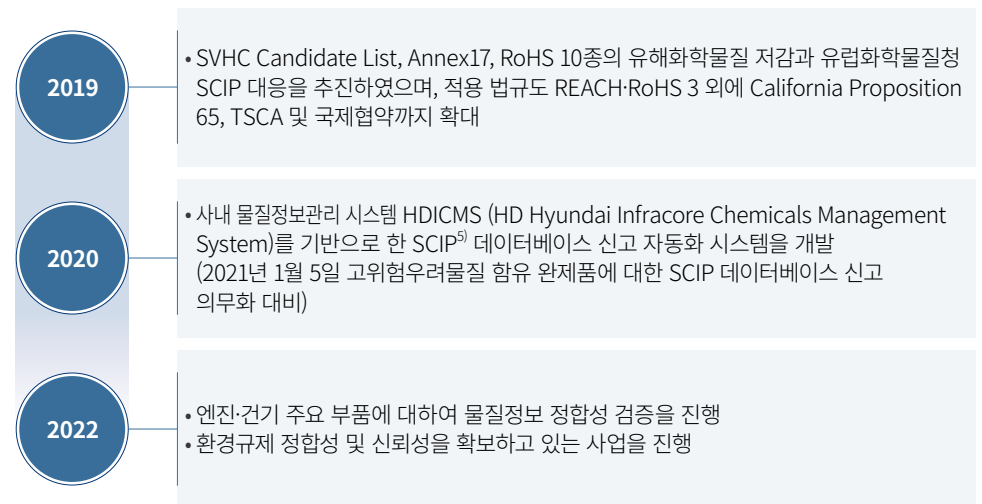 2019
• SVHC Candidate List, Annex17, RoHS 10종의 유해화학물질 저감과 유럽화학물질청
SCIP 대응을 추진하였으며, 적용 법규도 REACH·RoHS 3 외에 California Proposition
65, TSCA 및 국제협약까지 확대
2020
• 사내 물질정보관리 시스템 HDICMS (HD Hyundai Infracore Chemicals Management
System)를 기반으로 한 SCIP5) 데이터베이스 신고 자동화 시스템을 개발
(2021년 1월 5일 고위험우려물질 함유 완제품에 대한 SCIP 데이터베이스 신고
의무화 대비)
2022
• 엔진·건기 주요 부품에 대하여 물질정보 정합성 검증을 진행
• 환경규제 정합성 및 신뢰성을 확보하고 있는 사업을 진행